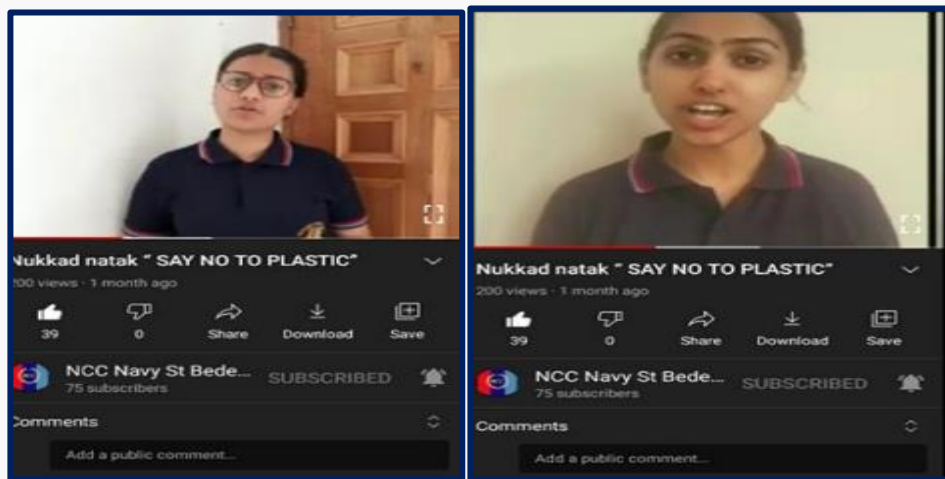 Nukkad natak “ SAY NO TO PLASTIC”
200 views · 1 month ago
39
0
Share
Download
Save
NCC Navy St Bede...
SUBSCRIBED
75 subscribers
Comments
Add a public comment...
Nukkad natak “ SAY NO TO PLASTIC”
200 views · 1 month ago
39
0
Share
Download
Save
NCC Navy St Bede...
SUBSCRIBED
75 subscribers
Comments
Add a public comment...